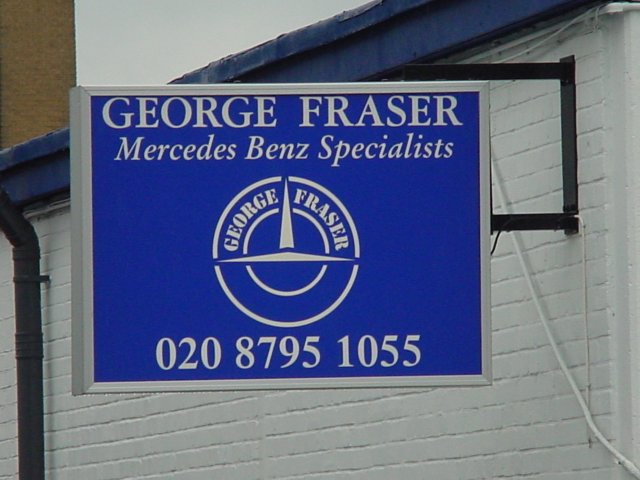 GEORGE FRASER
Mercedes Benz Specialists
GEORGE FRASER
020 8795 1055